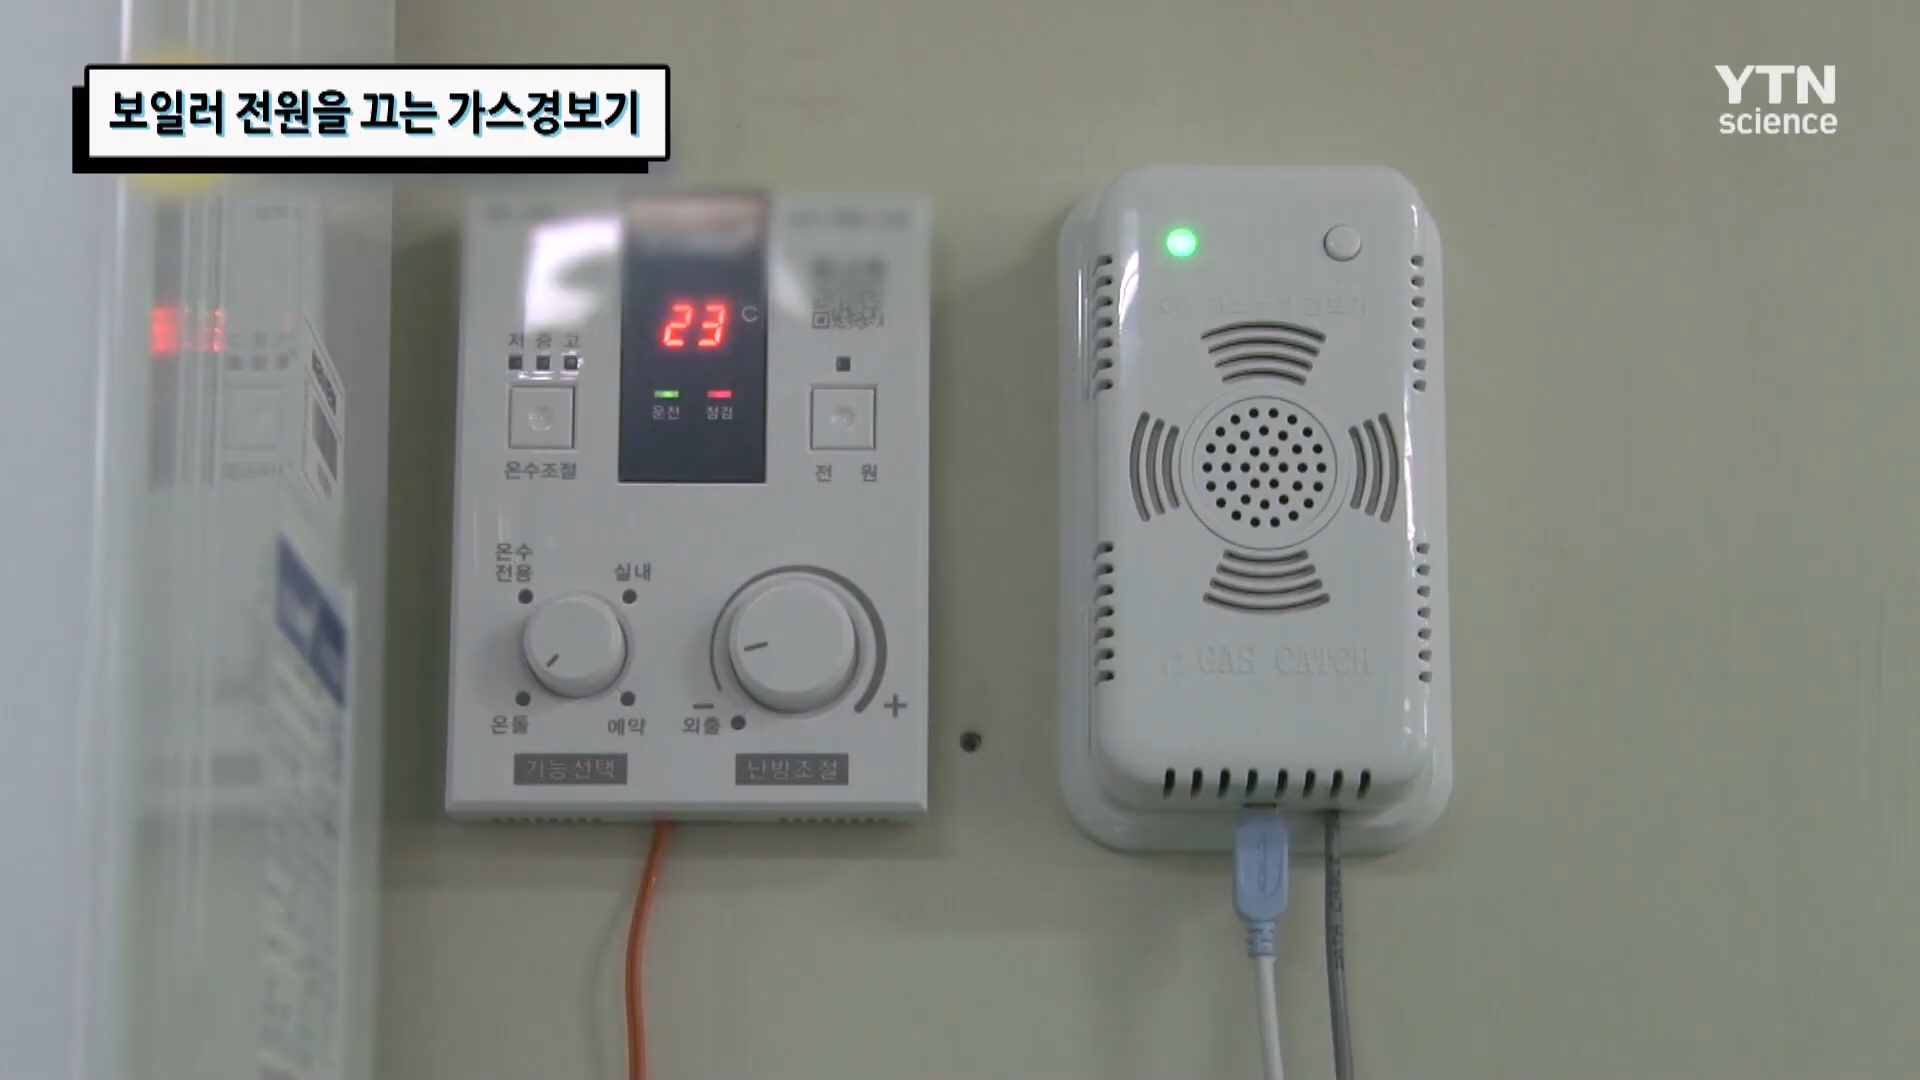 보일러 전원을 끄는 가스경보기
YTN
science
23 °C
저 중 고
운전 점검
온수조절
전 원
온수
전용
실내
온돌
예약
외출
− +
기능선택
난방조절
GAS CATCH